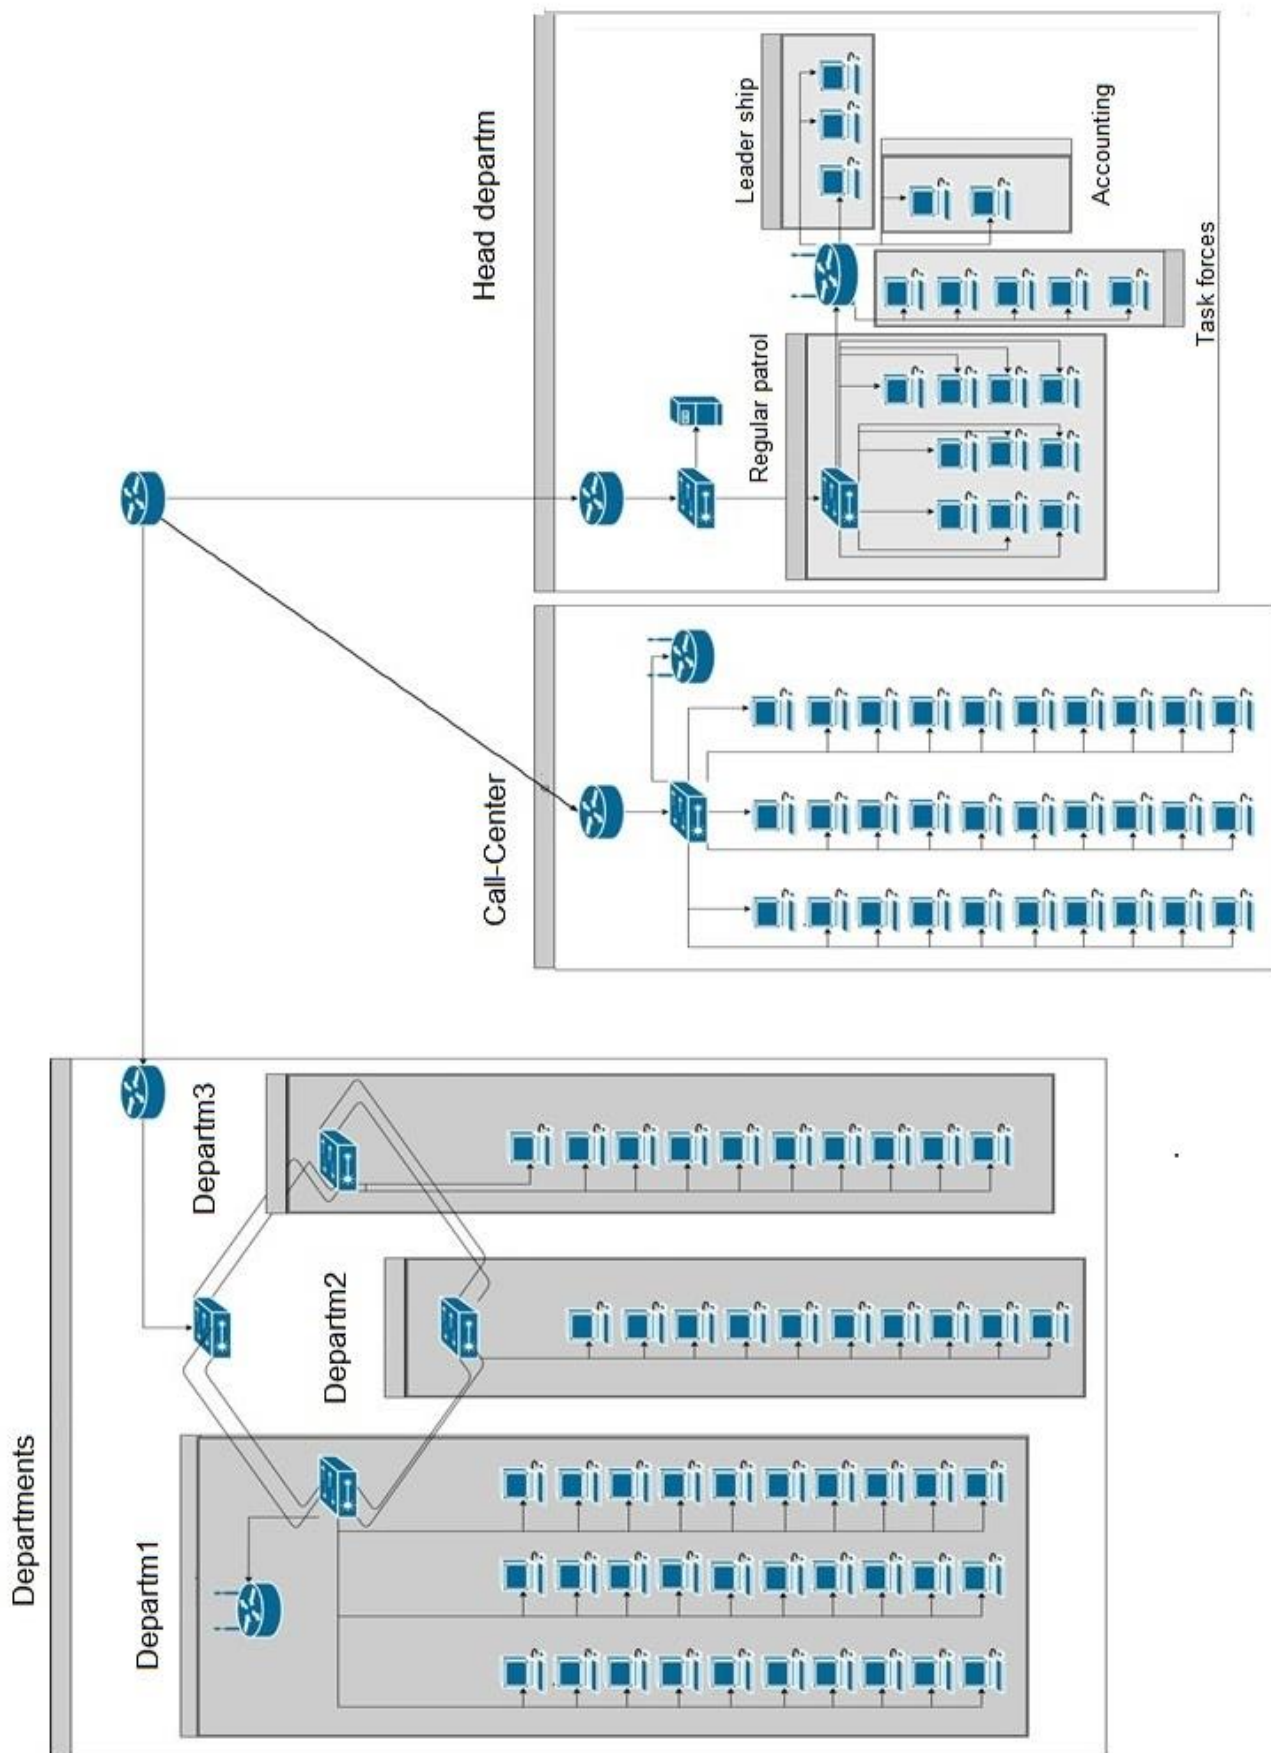 Departments
Departm1
Departm2
Departm3
Call-Center
Head departm
Regular patrol
Leader ship
Task forces
Accounting